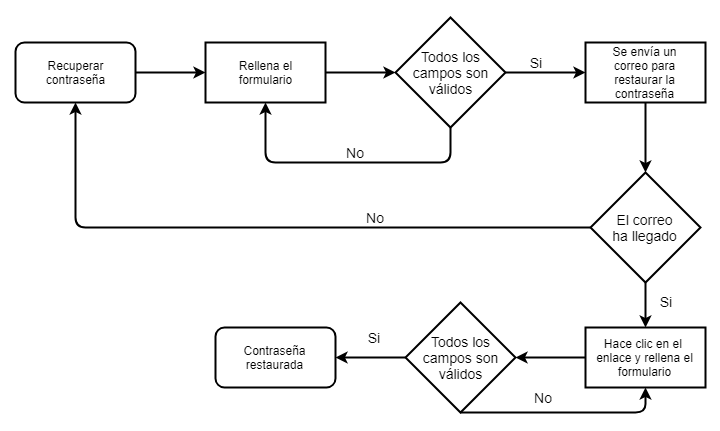 Recuperar
contraseña
Rellena el
formulario
Todos los
campos son
válidos
Si
Se envía un
correo para
restaurar la
contraseña
No
El correo
ha llegado
No
Si
Hace clic en el
enlace y rellena el
formulario
Todos los
campos son
válidos
No
Si
Contraseña
restaurada